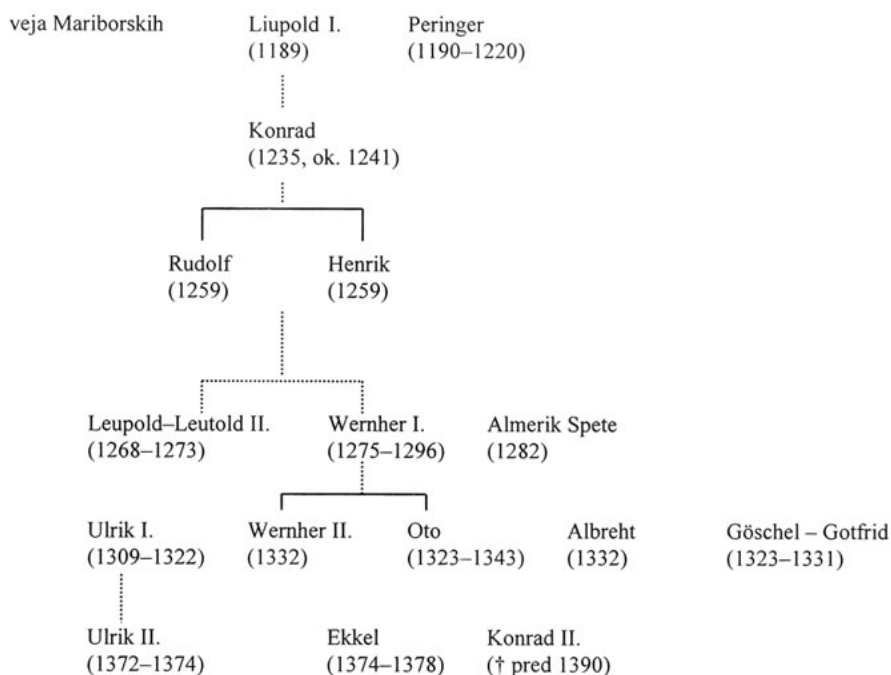 veja Mariborskih Liupold I. Peringer
(1189) (1190–1220)
Konrad
(1235, ok. 1241)
Rudolf Henrik
(1259) (1259)
Leupold–Leutold II. Wernher I. Almerik Spete
(1268–1273) (1275–1296) (1282)
Ulrik I. Wernher II. Oto Albreht Göschel – Gotfrid
(1309–1322) (1332) (1323–1343) (1332) (1323–1331)
Ulrik II. Ekkel Konrad II.
(1372–1374) (1374–1378) († pred 1390)